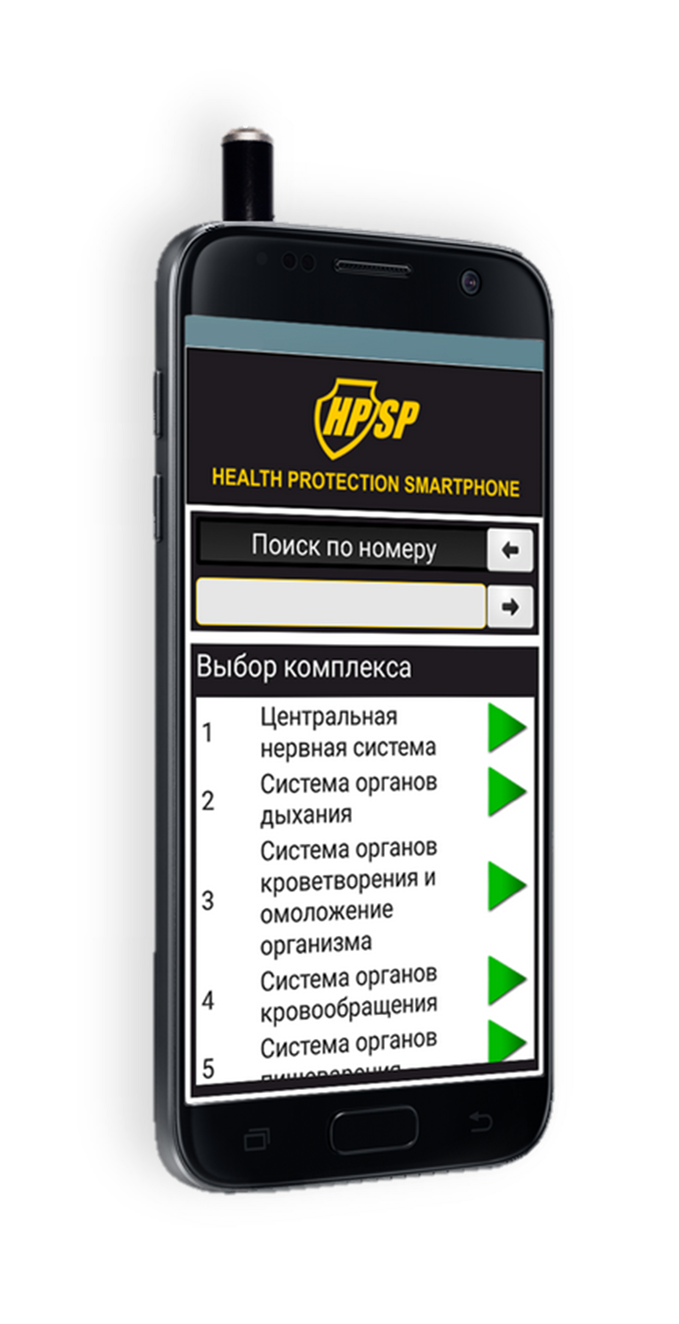 HPSP
HEALTH PROTECTION SMARTPHONE
Поиск по номеру
Выбор комплекса
1 Центральная
нервная система
2 Система органов
дыхания
3 Система органов
кроветворения и
омоложение
организма
4 Система органов
кровообращения
5 Система органов
пищеварения